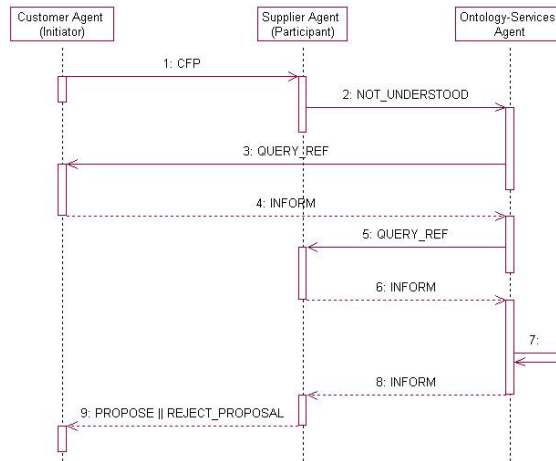 Customer Agent
(Initiator)
Supplier Agent
(Participant)
Ontology-Services
Agent
1: CFP
2: NOT_UNDERSTOOD
3: QUERY_REF
4: INFORM
5: QUERY_REF
6: INFORM
7:
8: INFORM
9: PROPOSE || REJECT_PROPOSAL